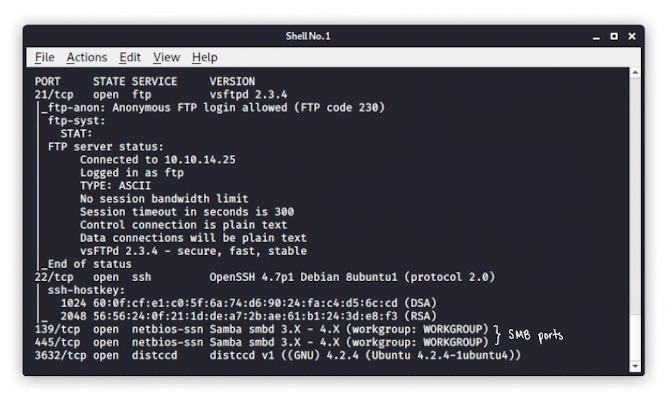 Shell No. 1
File Actions Edit View Help
PORT STATE SERVICE VERSION
21/tcp open ftp vsftpd 2.3.4
|_ftp-anon: Anonymous FTP login allowed (FTP code 230)
| ftp-syst:
| STAT:
| FTP server status:
| Connected to 10.10.14.25
| Logged in as ftp
| TYPE: ASCII
| No session bandwidth limit
| Session timeout in seconds is 300
| Control connection is plain text
| Data connections will be plain text
| vsFTPd 2.3.4 - secure, fast, stable
|_End of status
22/tcp open ssh OpenSSH 4.7p1 Debian 8ubuntu1 (protocol 2.0)
| ssh-hostkey:
| 1024 60:0f:cf:e1:c0:5f:6a:74:d6:90:24:fa:c4:d5:6c:cd (DSA)
|_ 2048 56:56:24:0f:21:1d:de:a7:2b:ae:61:b1:24:3d:e8:f3 (RSA)
139/tcp open netbios-ssn Samba smbd 3.X - 4.X (workgroup: WORKGROUP)
445/tcp open netbios-ssn Samba smbd 3.X - 4.X (workgroup: WORKGROUP)
SMB ports
3632/tcp open distccd distccd v1 ((GNU) 4.2.4 (Ubuntu 4.2.4-1ubuntu4))